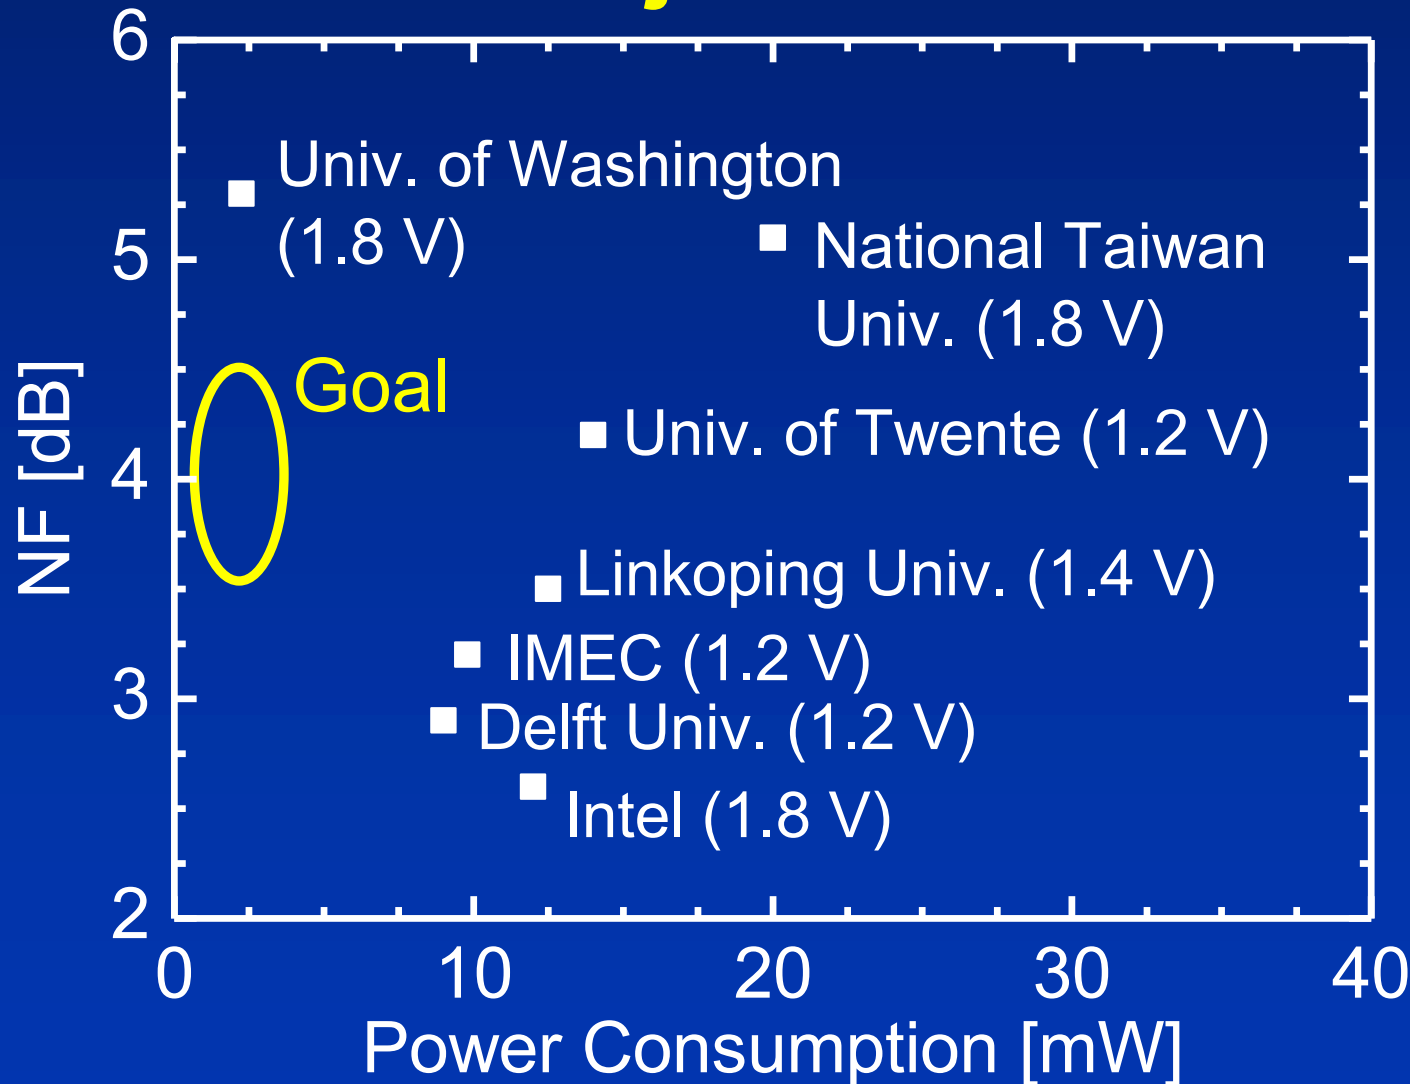 6
Univ. of Washington
(1.8 V)
5
National Taiwan
Univ. (1.8 V)
Goal
Univ. of Twente (1.2 V)
4
NF [dB]
Linkoping Univ. (1.4 V)
IMEC (1.2 V)
3
Delft Univ. (1.2 V)
Intel (1.8 V)
2
0 10 20 30 40
Power Consumption [mW]